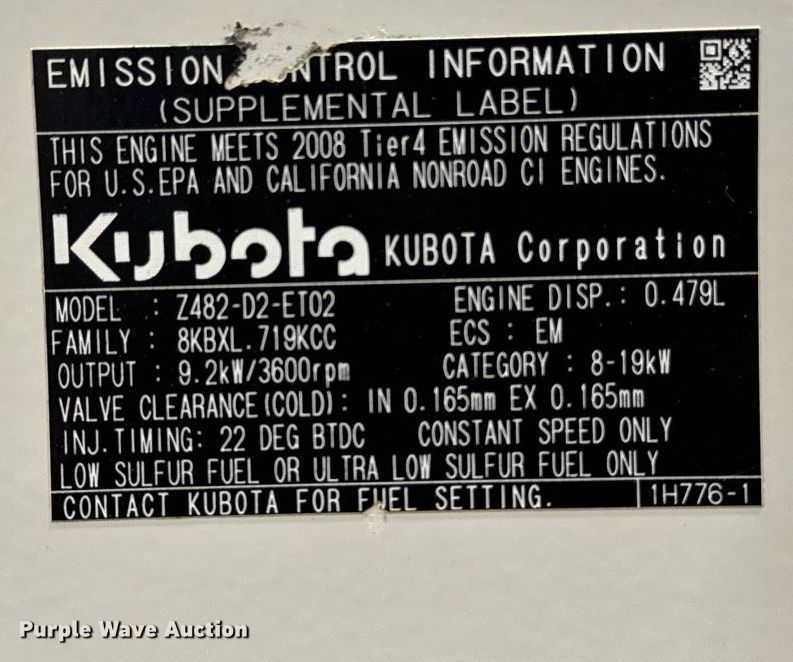 EMISSION CONTROL INFORMATION
(SUPPLEMENTAL LABEL)
THIS ENGINE MEETS 2008 Tier4 EMISSION REGULATIONS
FOR U.S.EPA AND CALIFORNIA NONROAD CI ENGINES.
Kubota KUBOTA Corporation
MODEL : Z482-D2-ET02 ENGINE DISP.: 0.479L
FAMILY : 8KBXL.719KCC ECS : EM
OUTPUT : 9.2kW/3600rpm CATEGORY : 8-19kW
VALVE CLEARANCE(COLD): IN 0.165mm EX 0.165mm
INJ.TIMING: 22 DEG BTDC CONSTANT SPEED ONLY
LOW SULFUR FUEL OR ULTRA LOW SULFUR FUEL ONLY
CONTACT KUBOTA FOR FUEL SETTING. 1H776-1
Purple Wave Auction